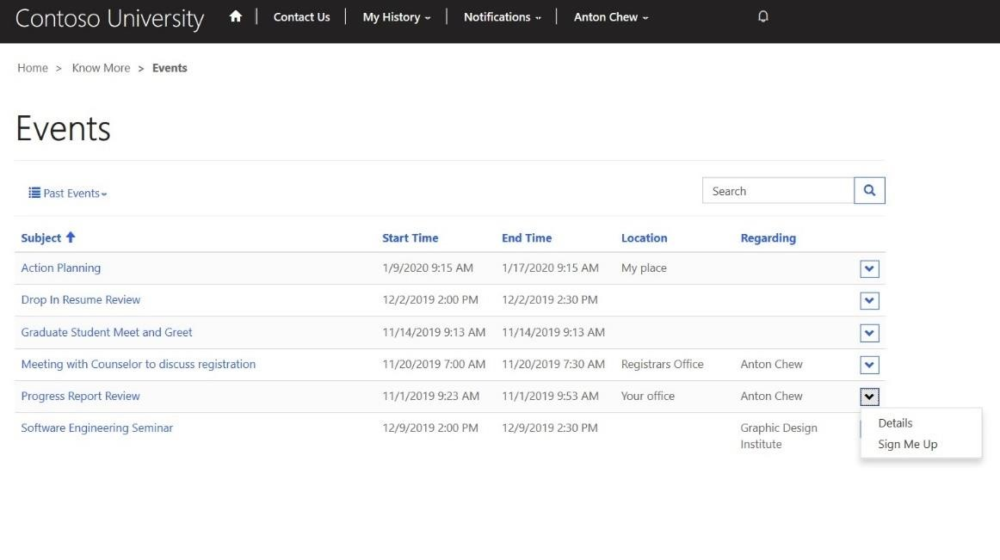 Contoso University Contact Us My History Notifications Anton Chew
Home > Know More > Events
Events
Past Events Search
Subject Start Time End Time Location Regarding
Action Planning 1/9/2020 9:15 AM 1/17/2020 9:15 AM My place
Drop In Resume Review 12/2/2019 2:00 PM 12/2/2019 2:30 PM
Graduate Student Meet and Greet 11/14/2019 9:13 AM 11/14/2019 9:13 AM
Meeting with Counselor to discuss registration 11/20/2019 7:00 AM 11/20/2019 7:30 AM Registrars Office Anton Chew
Progress Report Review 11/1/2019 9:23 AM 11/1/2019 9:53 AM Your office Anton Chew
Details
Software Engineering Seminar 12/9/2019 2:00 PM 12/9/2019 2:30 PM Graphic Design
Institute Sign Me Up